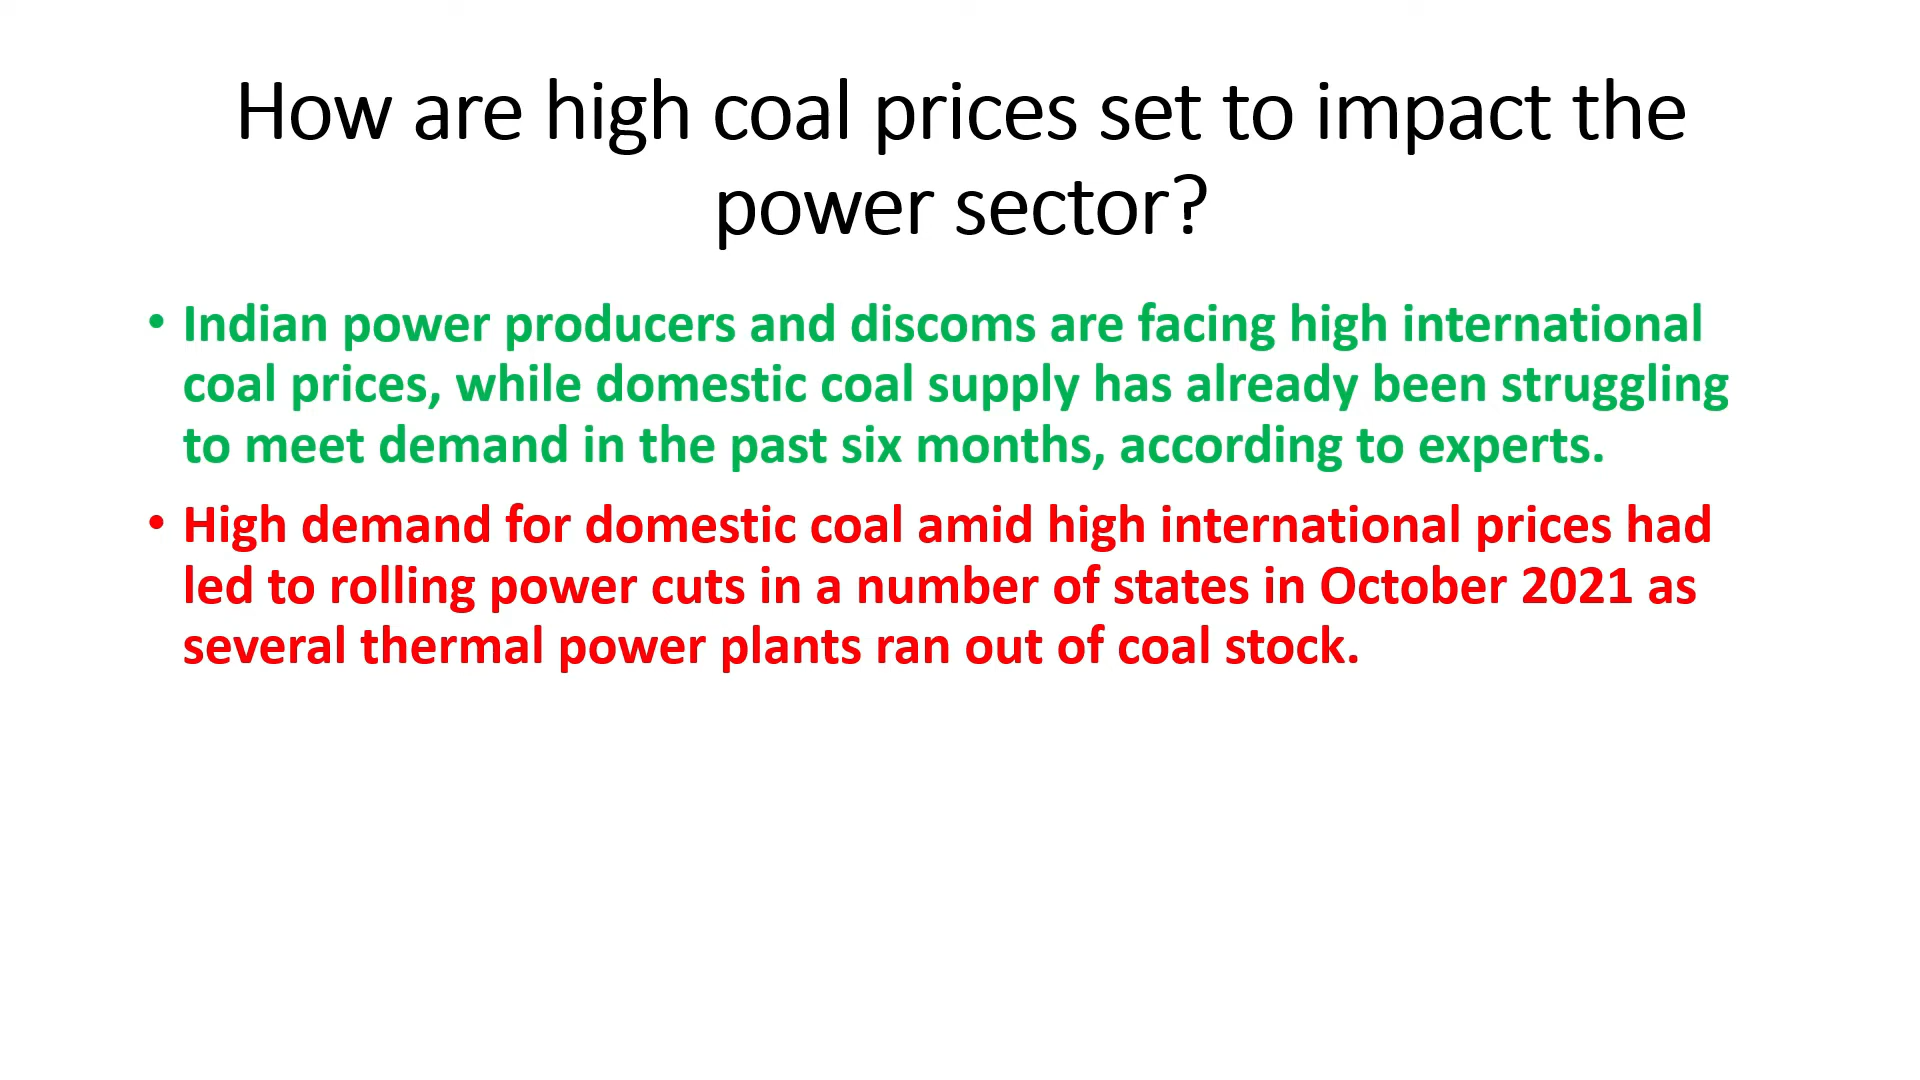 How are high coal prices set to impact the
power sector?
• Indian power producers and discoms are facing high international
coal prices, while domestic coal supply has already been struggling
to meet demand in the past six months, according to experts.
• High demand for domestic coal amid high international prices had
led to rolling power cuts in a number of states in October 2021 as
several thermal power plants ran out of coal stock.